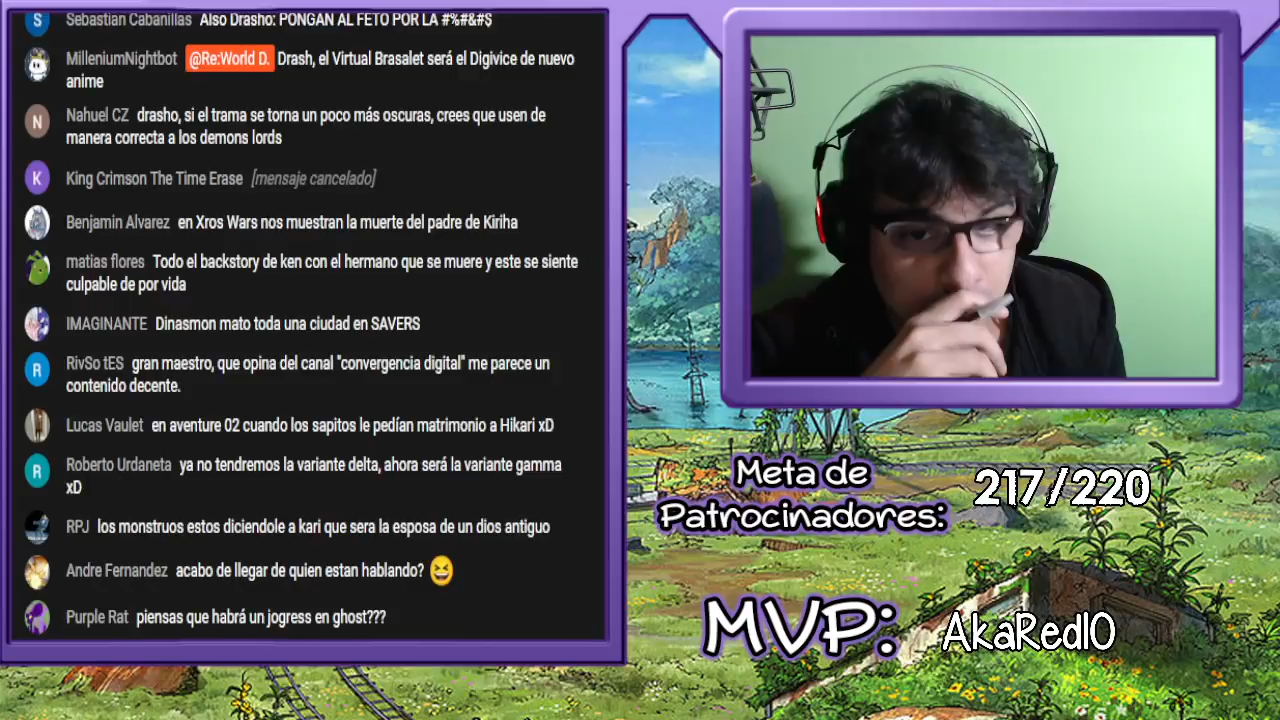 S Sebastian Cabanillas Also Drasho: PONGAN AL FETO POR LA #%#&#$
MilleniumNightbot @Re:World D. Drash, el Virtual Brasalet será el Digivice de nuevo
anime
N Nahuel CZ drasho, si el trama se torna un poco más oscuras, crees que usen de
manera correcta a los demons lords
K King Crimson The Time Erase [mensaje cancelado]
Benjamin Alvarez en Xros Wars nos muestran la muerte del padre de Kiriha
matias flores Todo el backstory de ken con el hermano que se muere y este se siente
culpable de por vida
IMAGINANTE Dinasmon mato toda una ciudad en SAVERS
R RivSo tES gran maestro, que opina del canal "convergencia digital" me parece un
contenido decente.
Lucas Vaulet en aventure 02 cuando los sapitos le pedían matrimonio a Hikari xD
R Roberto Urdaneta ya no tendremos la variante delta, ahora será la variante gamma
xD
RPJ los monstruos estos diciendole a kari que sera la esposa de un dios antiguo
Andre Fernandez acabo de llegar de quien estan hablando?
Purple Rat piensas que habrá un jogress en ghost???
Meta de
Patrocinadores: 217/220
MVP: AkaRed10